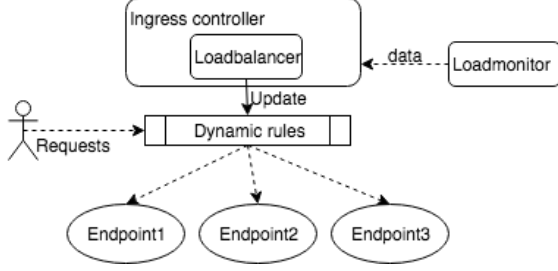 Ingress controller
Loadbalancer
data
Loadmonitor
Update
Dynamic rules
Requests
Endpoint1
Endpoint2
Endpoint3